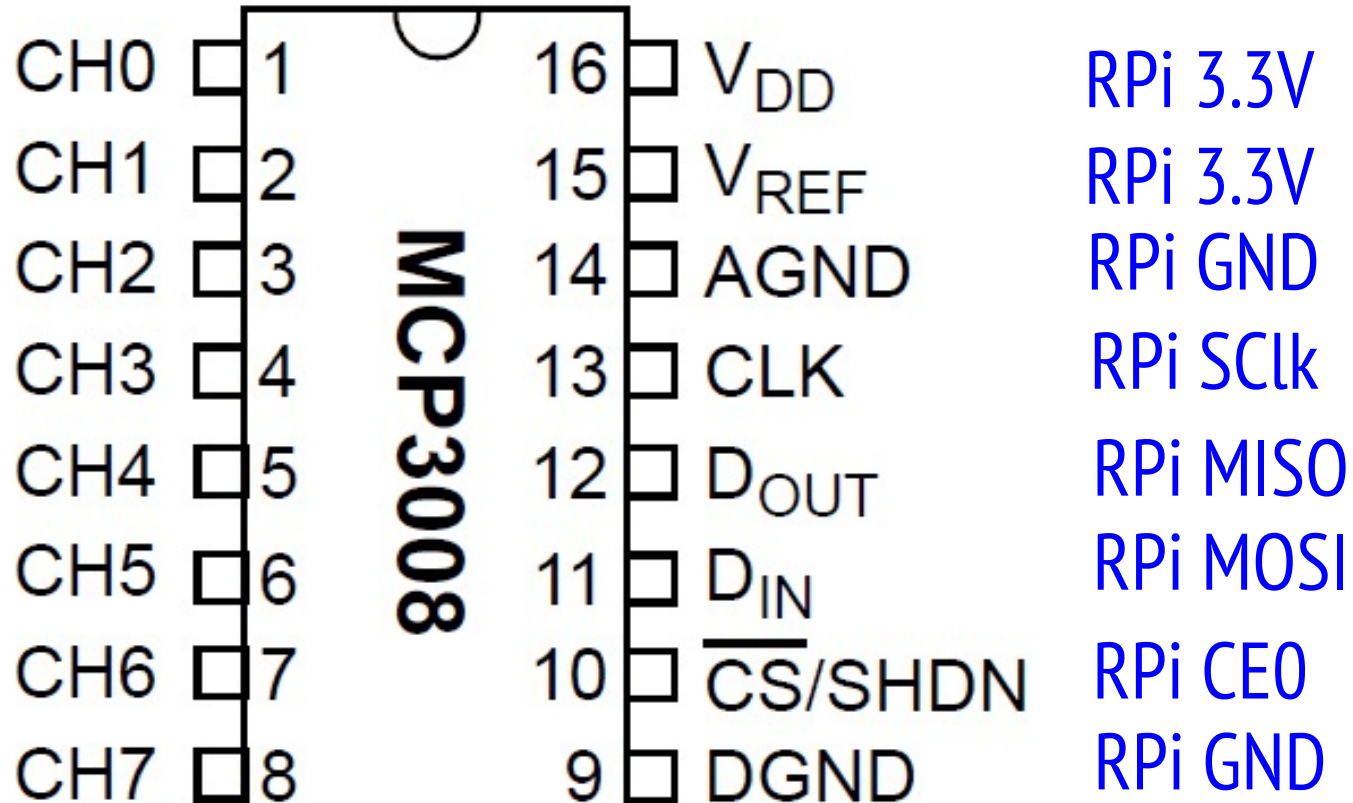 CH0 1 16 VDD RPi 3.3V
CH1 2 15 VREF RPi 3.3V
CH2 3 14 AGND RPi GND
CH3 4 13 CLK RPi SClk
CH4 5 12 DOUT RPi MISO
CH5 6 11 DIN RPi MOSI
CH6 7 10 CS/SHDN RPi CE0
CH7 8 9 DGND RPi GND
MCP3008